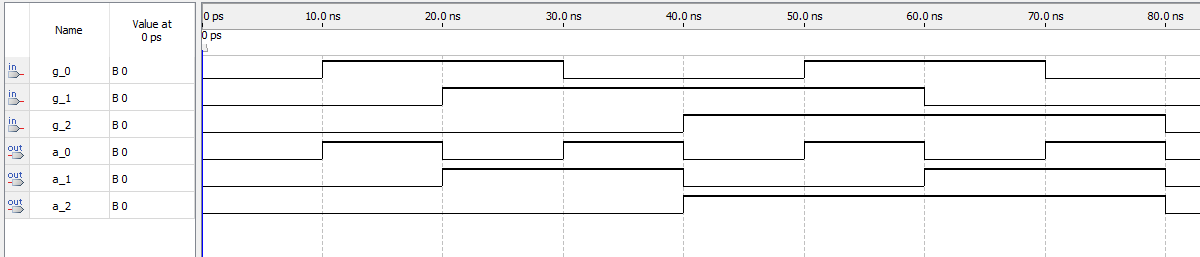 Name Value at 0 ps
0 ps 10.0 ns 20.0 ns 30.0 ns 40.0 ns 50.0 ns 60.0 ns 70.0 ns 80.0 ns
0 ps
in g_0 B 0
in g_1 B 0
in g_2 B 0
out a_0 B 0
out a_1 B 0
out a_2 B 0